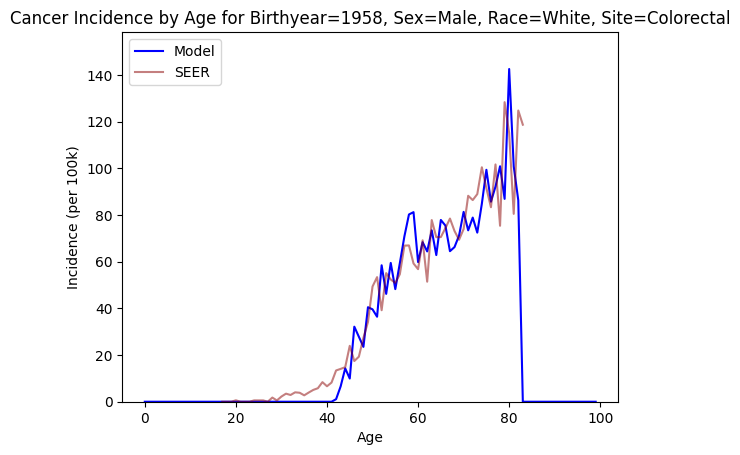 Cancer Incidence by Age for Birthyear=1958, Sex=Male, Race=White, Site=Colorectal
Model
SEER
Incidence (per 100k)
140
120
100
80
60
40
20
0
0 20 40 60 80 100
Age